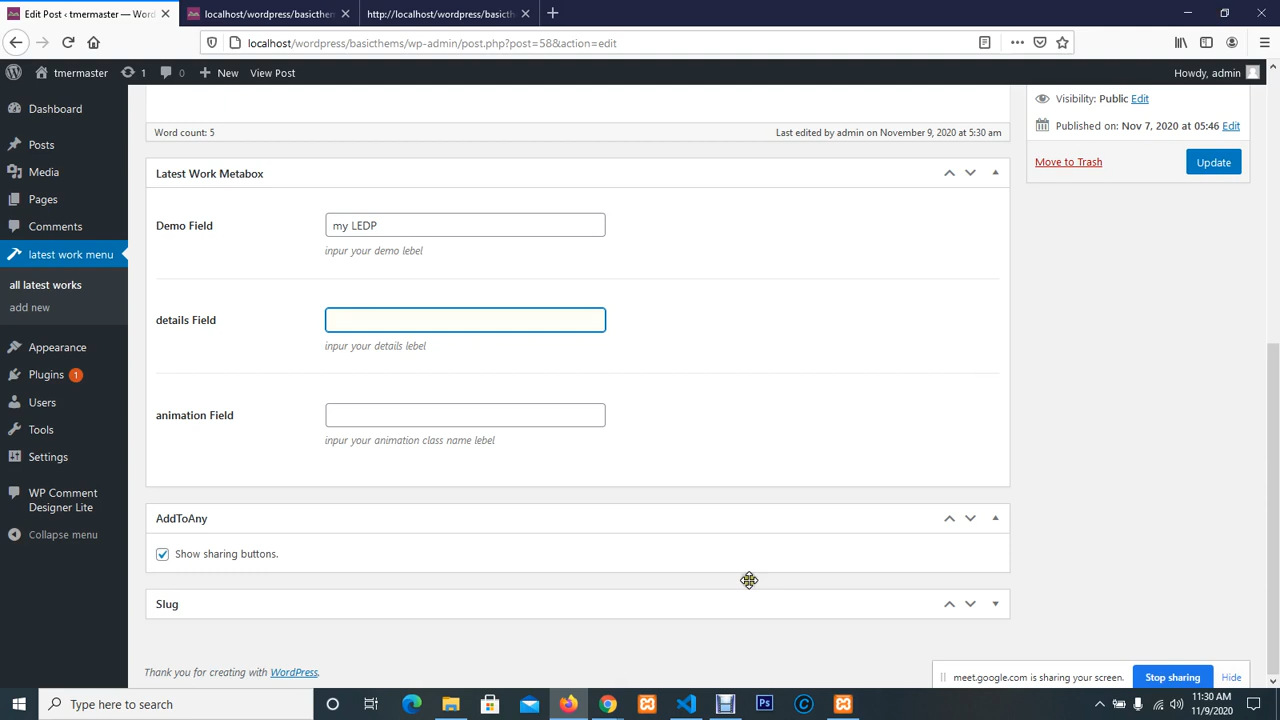 Edit Post ‹ tmermaster — Word
localhost/wordpress/basicthem
http://localhost/wordpress/basicth
localhost/wordpress/basicthems/wp-admin/post.php?post=58&action=edit
tmermaster
1
0
New
View Post
Howdy, admin
Dashboard
Posts
Media
Pages
Comments
latest work menu
all latest works
add new
Appearance
Plugins 1
Users
Tools
Settings
WP Comment
Designer Lite
Collapse menu
Word count: 5
Last edited by admin on November 9, 2020 at 5:30 am
Visibility: Public Edit
Published on: Nov 7, 2020 at 05:46 Edit
Move to Trash
Update
Latest Work Metabox
Demo Field
my LEDP
inpur your demo lebel
details Field
inpur your details lebel
animation Field
inpur your animation class name lebel
AddToAny
Show sharing buttons.
Slug
Thank you for creating with WordPress.
meet.google.com is sharing your screen.
Stop sharing
Hide
Type here to search
11:30 AM
11/9/2020